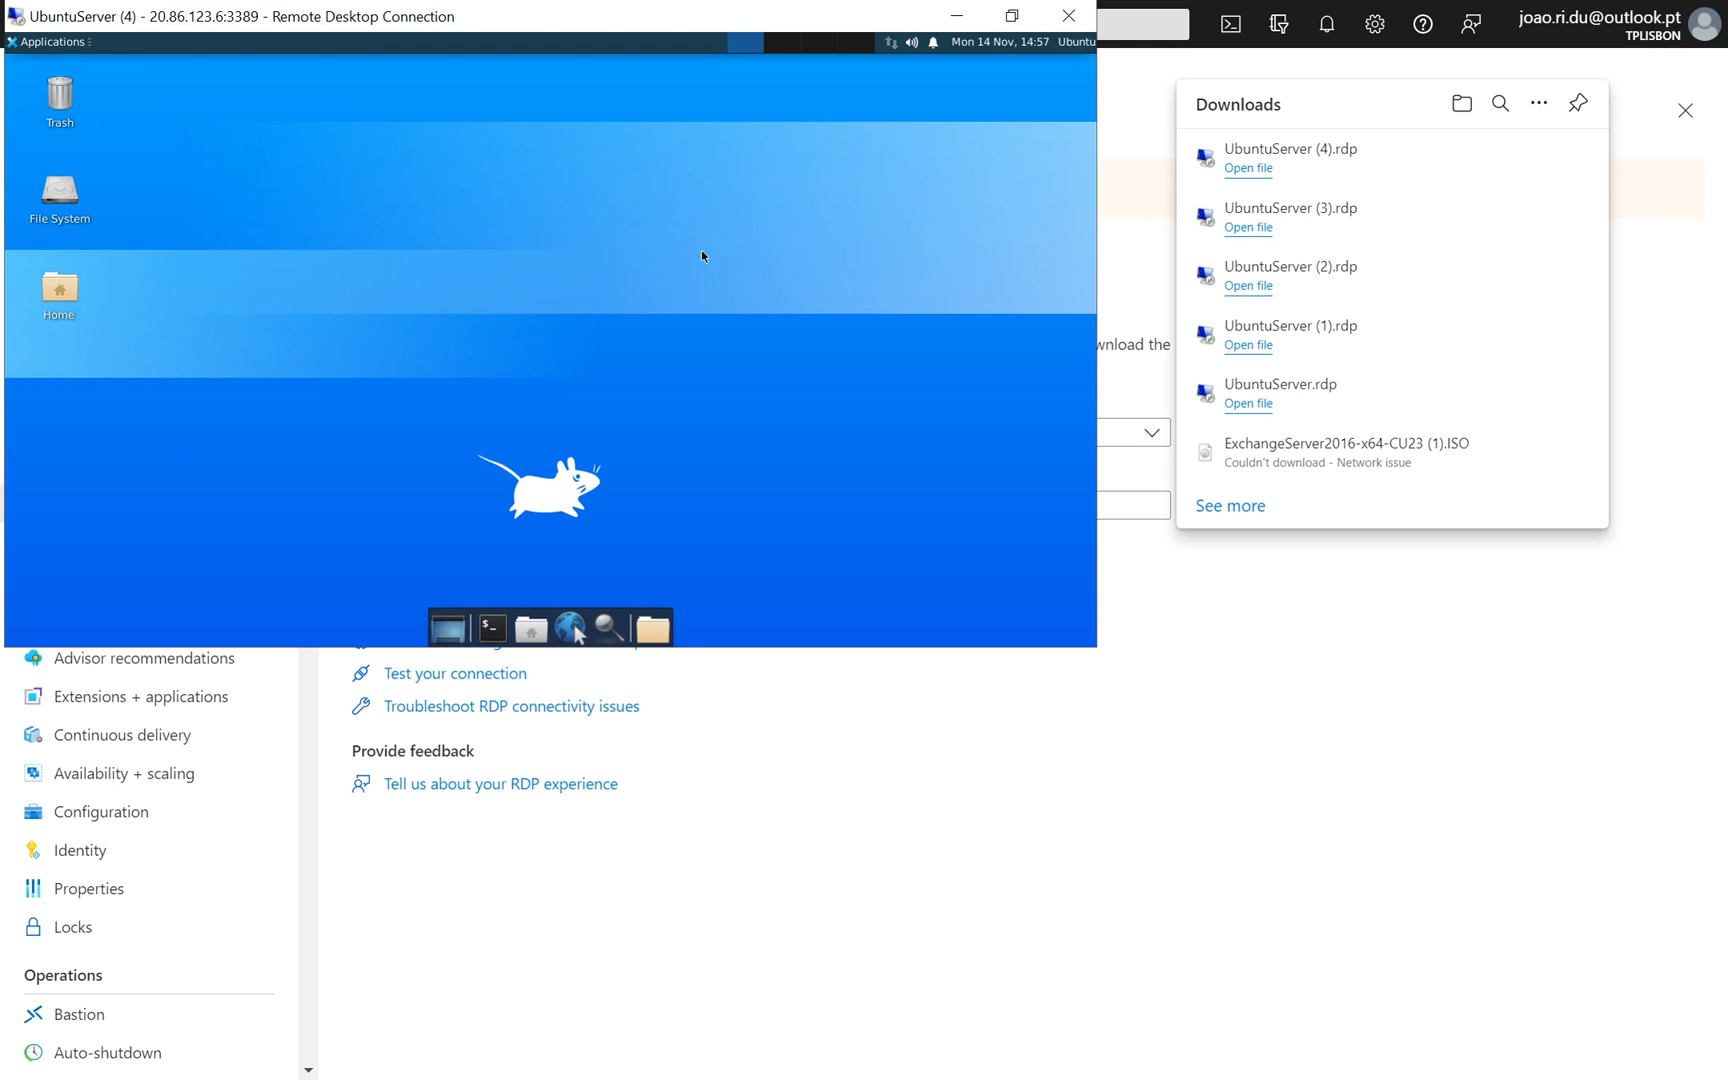 UbuntuServer (4) - 20.86.123.6:3389 - Remote Desktop Connection
Applications
Mon 14 Nov, 14:57 Ubuntu
Trash
File System
Home
$_
joao.ri.du@outlook.pt
TPLISBON
Downloads
UbuntuServer (4).rdp
Open file
UbuntuServer (3).rdp
Open file
UbuntuServer (2).rdp
Open file
UbuntuServer (1).rdp
Open file
UbuntuServer.rdp
Open file
ExchangeServer2016-x64-CU23 (1).ISO
Couldn't download - Network issue
See more
wnload the
Advisor recommendations
Extensions + applications
Continuous delivery
Availability + scaling
Configuration
Identity
Properties
Locks
Operations
Bastion
Auto-shutdown
Test your connection
Troubleshoot RDP connectivity issues
Provide feedback
Tell us about your RDP experience